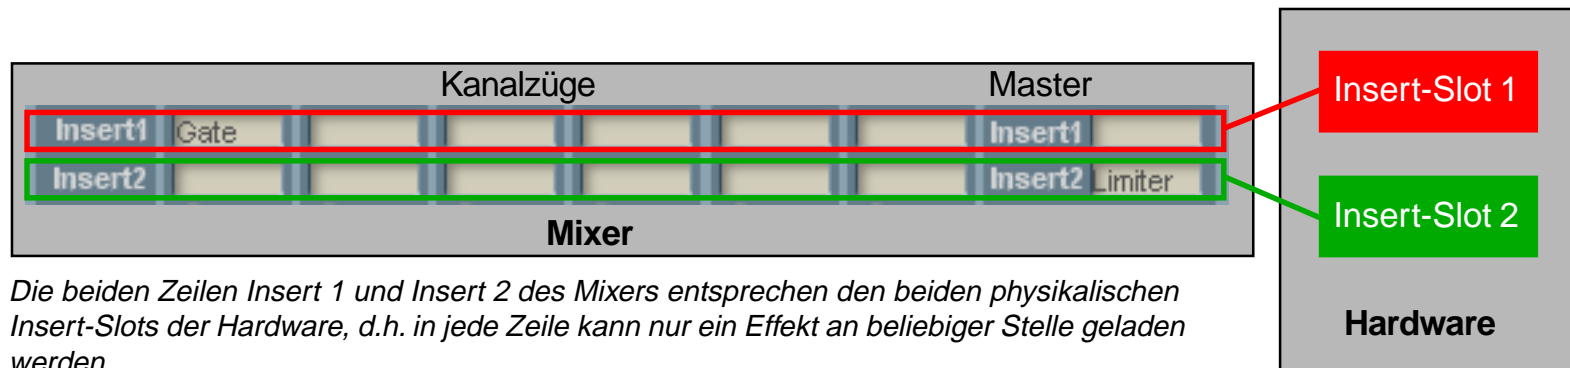 Kanalzüge Master
Insert1 Gate Insert1
Insert2 Insert2 Limiter
Mixer
Insert-Slot 1
Insert-Slot 2
Hardware
Die beiden Zeilen Insert 1 und Insert 2 des Mixers entsprechen den beiden physikalischen
Insert-Slots der Hardware, d.h. in jede Zeile kann nur ein Effekt an beliebiger Stelle geladen
werden